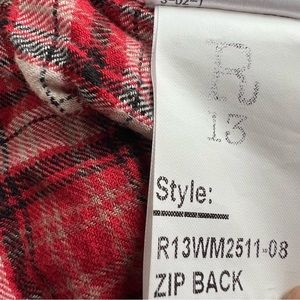 R
13
Style:
R13WM2511-08
ZIP BACK